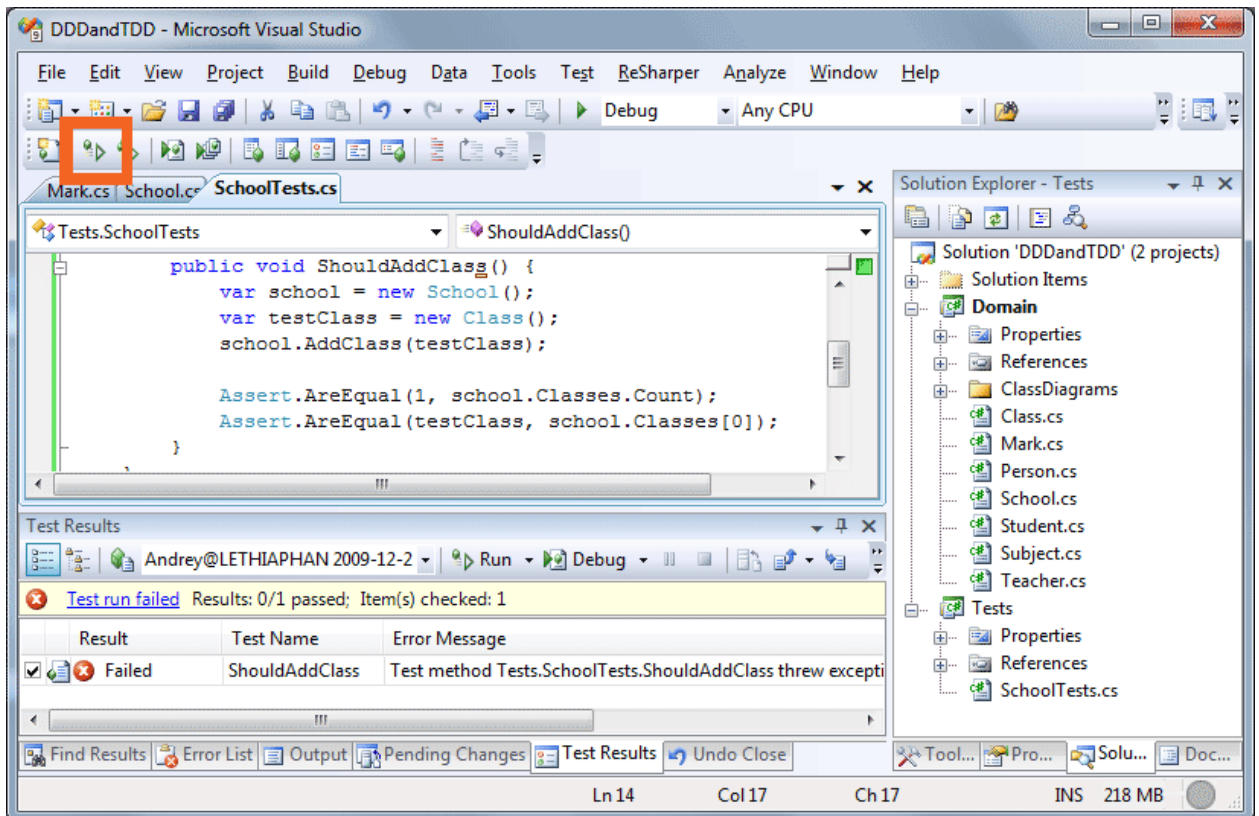 DDDandTDD - Microsoft Visual Studio
File Edit View Project Build Debug Data Tools Test ReSharper Analyze Window Help
Debug Any CPU
Mark.cs School.cs SchoolTests.cs
Tests.SchoolTests ShouldAddClass()
public void ShouldAddClass() {
var school = new School();
var testClass = new Class();
school.AddClass(testClass);
Assert.AreEqual(1, school.Classes.Count);
Assert.AreEqual(testClass, school.Classes[0]);
}
Solution Explorer - Tests
Solution 'DDDandTDD' (2 projects)
Solution Items
Domain
Properties
References
ClassDiagrams
Class.cs
Mark.cs
Person.cs
School.cs
Student.cs
Subject.cs
Teacher.cs
Tests
Properties
References
SchoolTests.cs
Test Results
Andrey@LETHIAPHAN 2009-12-2 Run Debug
Test run failed Results: 0/1 passed; Item(s) checked: 1
Result Test Name Error Message
Failed ShouldAddClass Test method Tests.SchoolTests.ShouldAddClass threw excepti
Find Results Error List Output Pending Changes Test Results Undo Close
Tool... Pro... Solu... Doc...
Ln 14 Col 17 Ch 17 INS 218 MB